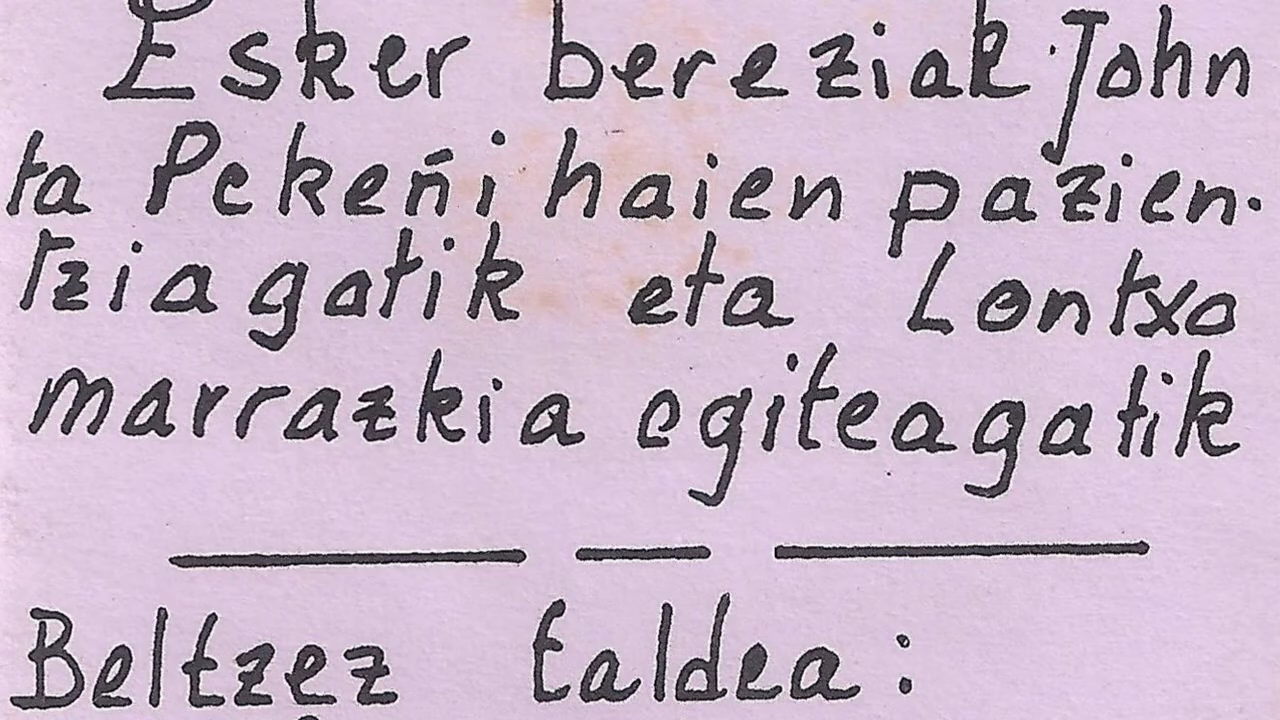 Esker bereziak John
ta Pekeñi haien pazien-
tziagatik eta Lontxo
marrazkia egiteagatik
Beltzez taldea: